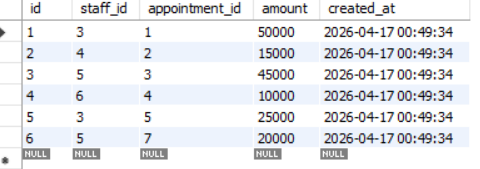 id staff_id appointment_id amount created_at
1 3 1 50000 2026-04-17 00:49:34
2 4 2 15000 2026-04-17 00:49:34
3 5 3 45000 2026-04-17 00:49:34
4 6 4 10000 2026-04-17 00:49:34
5 3 5 25000 2026-04-17 00:49:34
6 5 7 20000 2026-04-17 00:49:34
NULL NULL NULL NULL NULL